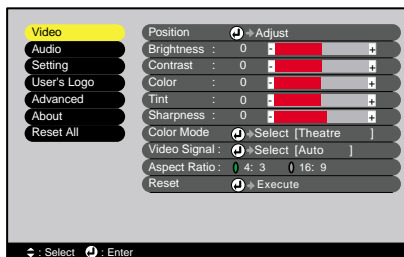 Video
Audio
Setting
User's Logo
Advanced
About
Reset All
Position Adjust
Brightness : 0 - +
Contrast : 0 - +
Color : 0 - +
Tint : 0 - +
Sharpness : 0 - +
Color Mode Select [Theatre ]
Video Signal : Select [Auto ]
Aspect Ratio : 4: 3 16: 9
Reset Execute
: Select : Enter